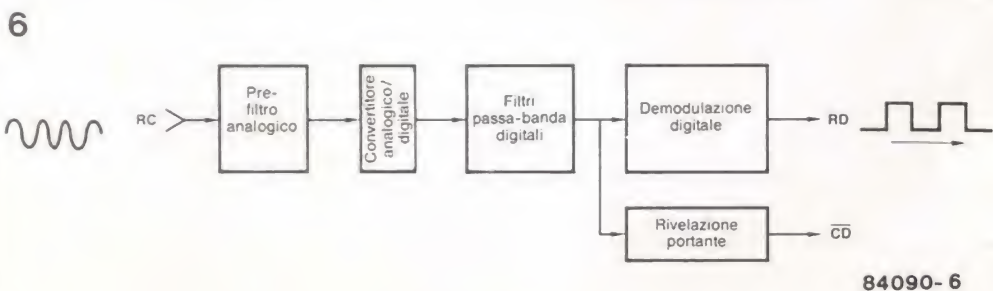 6
RC
Pre-
filtro
analogico
Convertitore
analogico/
digitale
Filtri
passa-banda
digitali
Demodulazione
digitale
RD
Rivelazione
portante
C̅D̅
84090-6